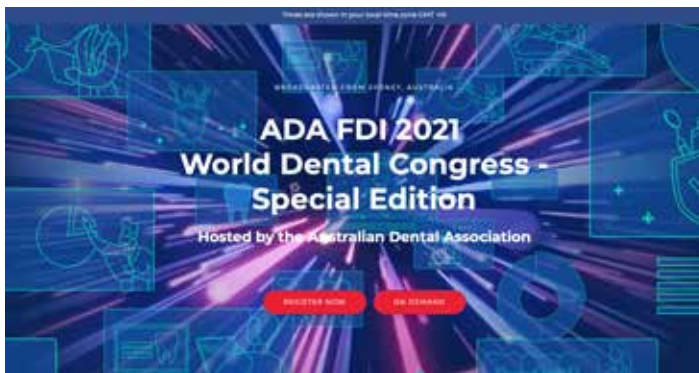 Times are shown in your local time zone GMT
BROADCASTED FROM SYDNEY, AUSTRALIA
ADA FDI 2021
World Dental Congress -
Special Edition
Hosted by the Australian Dental Association
REGISTER NOW
ON DEMAND